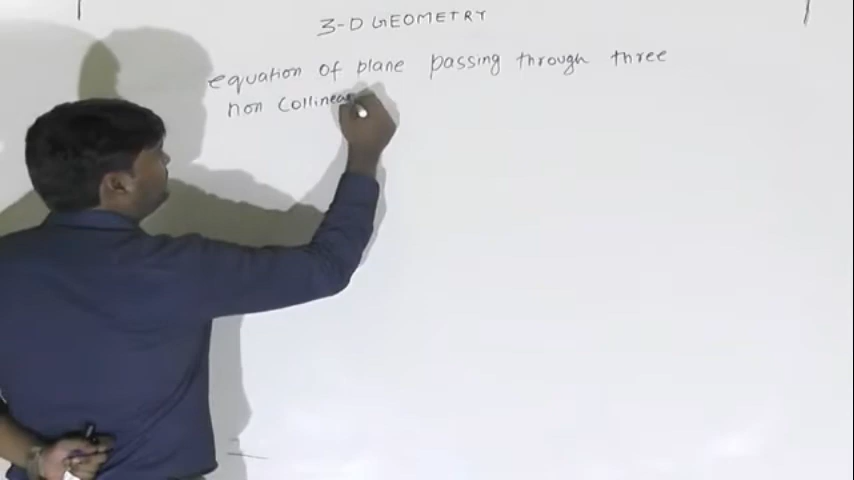 3-D GEOMETRY
equation of plane passing through three
non Collinear